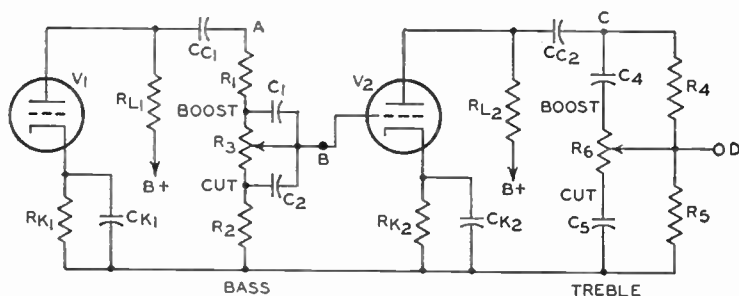 V1
RL1
B+
RK1
CK1
CC1
A
R1
BOOST
C1
R3
CUT
C2
R2
B
BASS
V2
RL2
B+
RK2
CK2
CC2
C
C4
R4
BOOST
R6
D
CUT
C5
R5
TREBLE